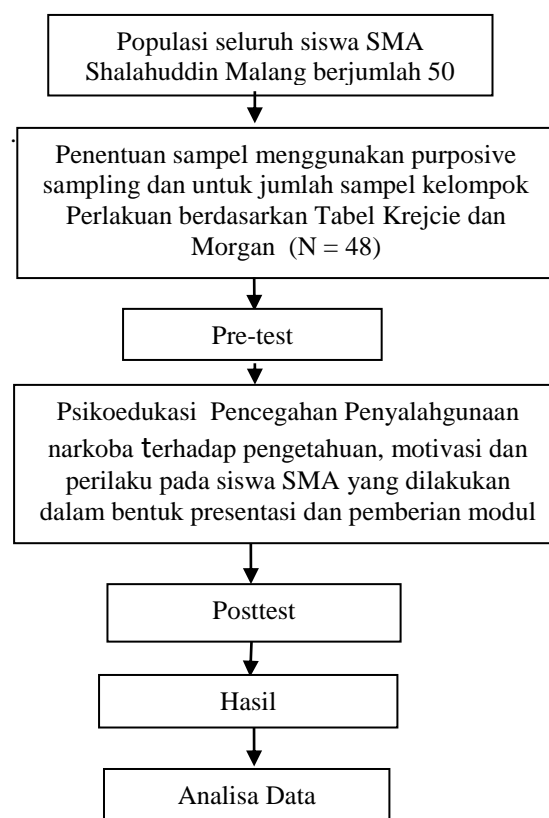 Populasi seluruh siswa SMA
Shalahuddin Malang berjumlah 50
.
Penentuan sampel menggunakan purposive
sampling dan untuk jumlah sampel kelompok
Perlakuan berdasarkan Tabel Krejcie dan
Morgan (N = 48)
Pre-test
Psikoedukasi Pencegahan Penyalahgunaan
narkoba terhadap pengetahuan, motivasi dan
perilaku pada siswa SMA yang dilakukan
dalam bentuk presentasi dan pemberian modul
Posttest
Hasil
Analisa Data